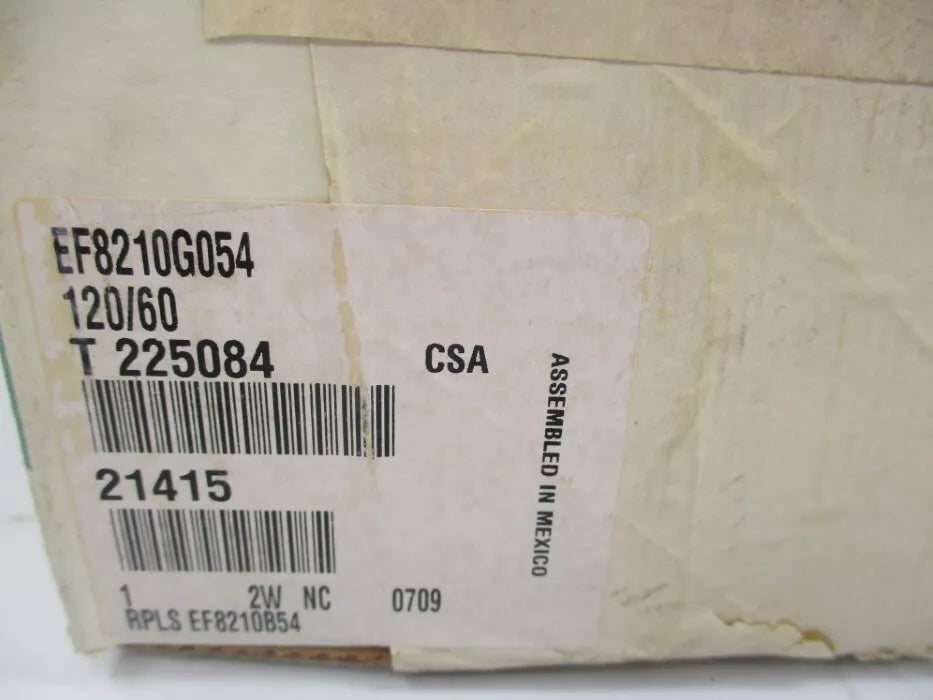 EF8210G054
120/60
T 225084 CSA
21415
1 2W NC 0709
RPLS EF8210B54
ASSEMBLED IN MEXICO